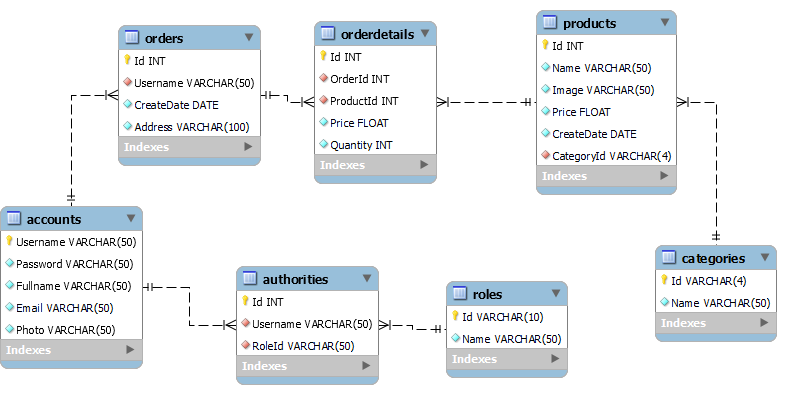 orders
Id INT
Username VARCHAR(50)
CreateDate DATE
Address VARCHAR(100)
Indexes
orderdetails
Id INT
OrderId INT
ProductId INT
Price FLOAT
Quantity INT
Indexes
products
Id INT
Name VARCHAR(50)
Image VARCHAR(50)
Price FLOAT
CreateDate DATE
CategoryId VARCHAR(4)
Indexes
accounts
Username VARCHAR(50)
Password VARCHAR(50)
Fullname VARCHAR(50)
Email VARCHAR(50)
Photo VARCHAR(50)
Indexes
authorities
Id INT
Username VARCHAR(50)
RoleId VARCHAR(50)
Indexes
roles
Id VARCHAR(10)
Name VARCHAR(50)
Indexes
categories
Id VARCHAR(4)
Name VARCHAR(50)
Indexes